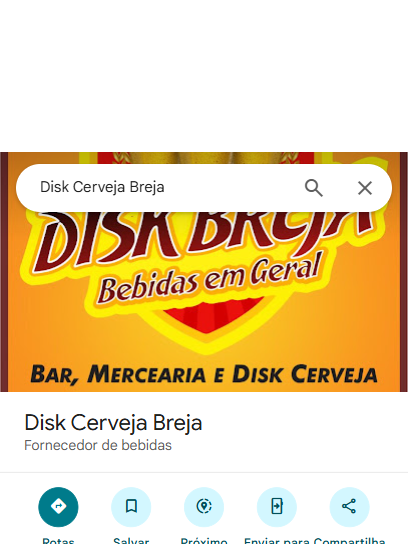 Disk Cerveja Breja
DISK BREJA
Bebidas em Geral
BAR, MERCEARIA E DISK CERVEJA
Disk Cerveja Breja
Fornecedor de bebidas
Rotas
Salvar
Próximo
Enviar para
Compartilha